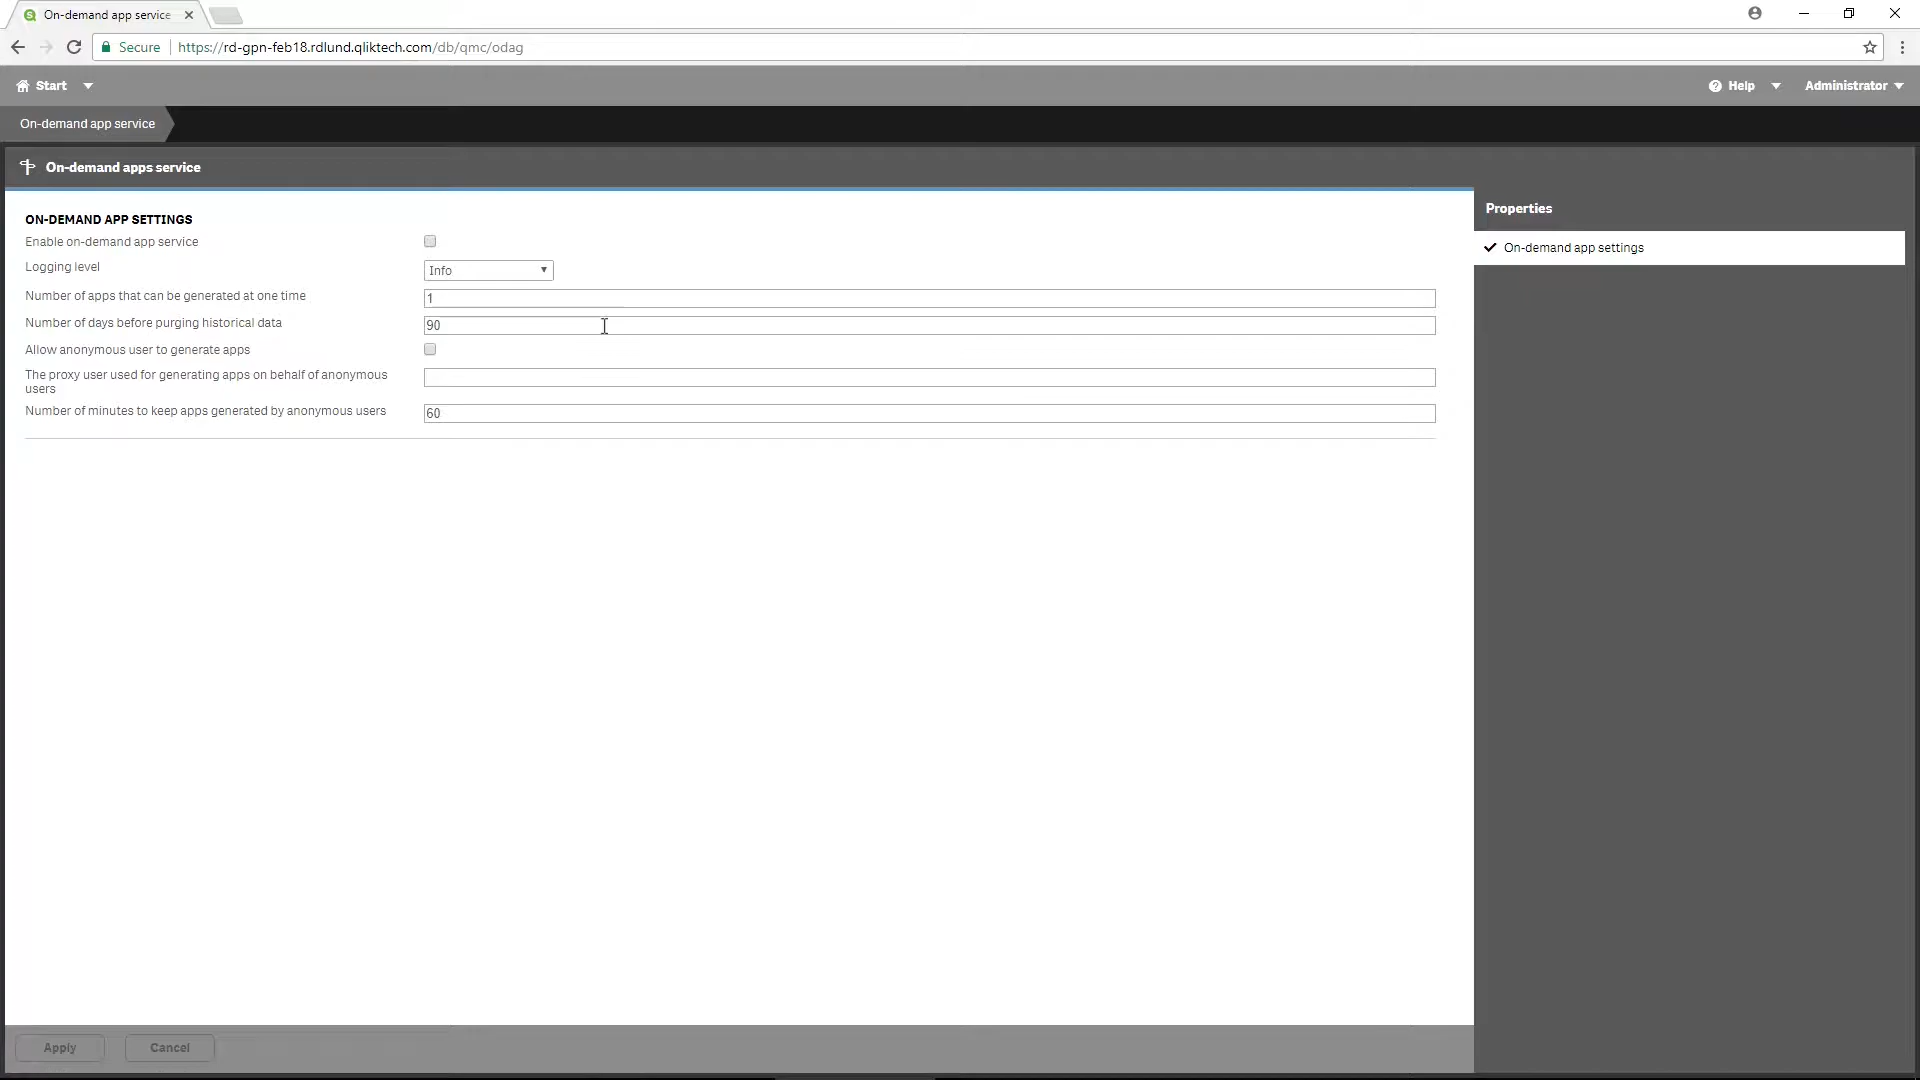 On-demand app service
Secure
https://rd-gpn-feb18.rdlund.qliktech.com/db/qmc/odag
Start
Help
Administrator
On-demand app service
On-demand apps service
ON-DEMAND APP SETTINGS
Enable on-demand app service
Logging level
Info
Number of apps that can be generated at one time
1
Number of days before purging historical data
90
Allow anonymous user to generate apps
The proxy user used for generating apps on behalf of anonymous
users
Number of minutes to keep apps generated by anonymous users
60
Properties
On-demand app settings
Apply
Cancel